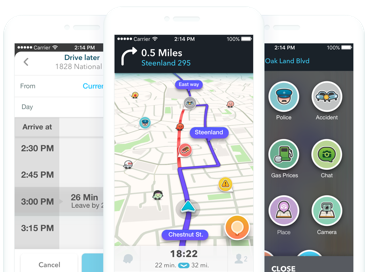 Carrier
2:14 PM
Drive later
1828 National
From
Curre
Day
Arrive at
2:30 PM
2:45 PM
3:00 PM
26 Min
Leave by 2
3:15 PM
Cancel
Carrier
2:14 PM
100%
0.5 Miles
Steenland 295
East way
Steenland
Chestnut St.
18:22
22 min.
32 mi.
2
2:14 PM
100%
Oak Land Blvd
Police
Accident
Gas Prices
Chat
Place
Camera
CLOSE